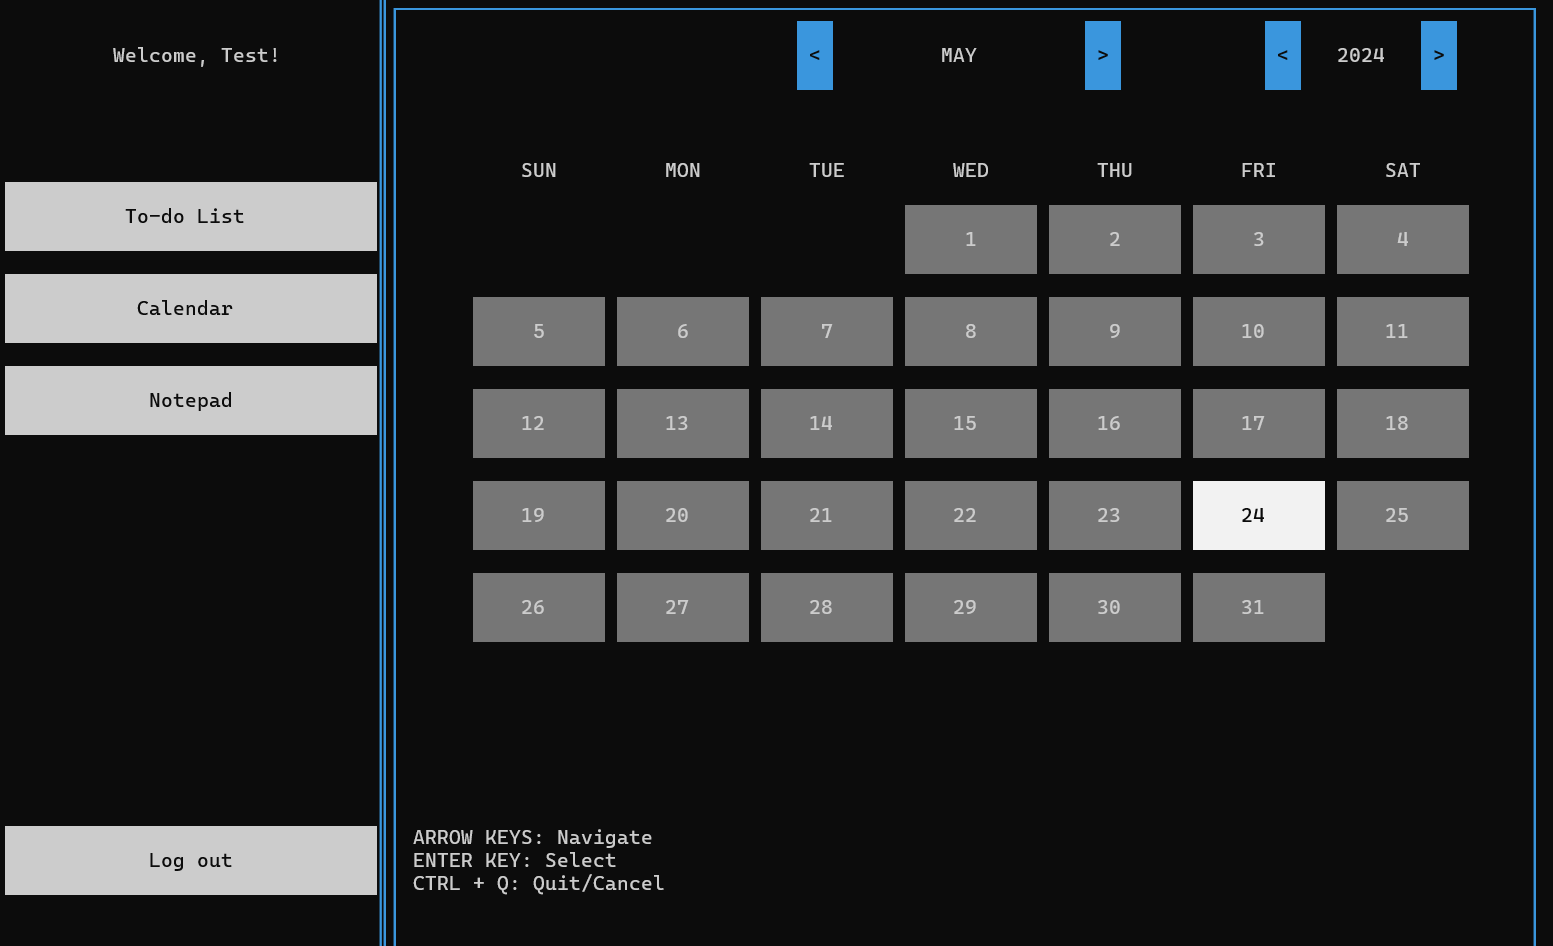 Welcome, Test!
To-do List
Calendar
Notepad
Log out
< MAY > < 2024 >
SUN MON TUE WED THU FRI SAT
1 2 3 4
5 6 7 8 9 10 11
12 13 14 15 16 17 18
19 20 21 22 23 24 25
26 27 28 29 30 31
ARROW KEYS: Navigate
ENTER KEY: Select
CTRL + Q: Quit/Cancel